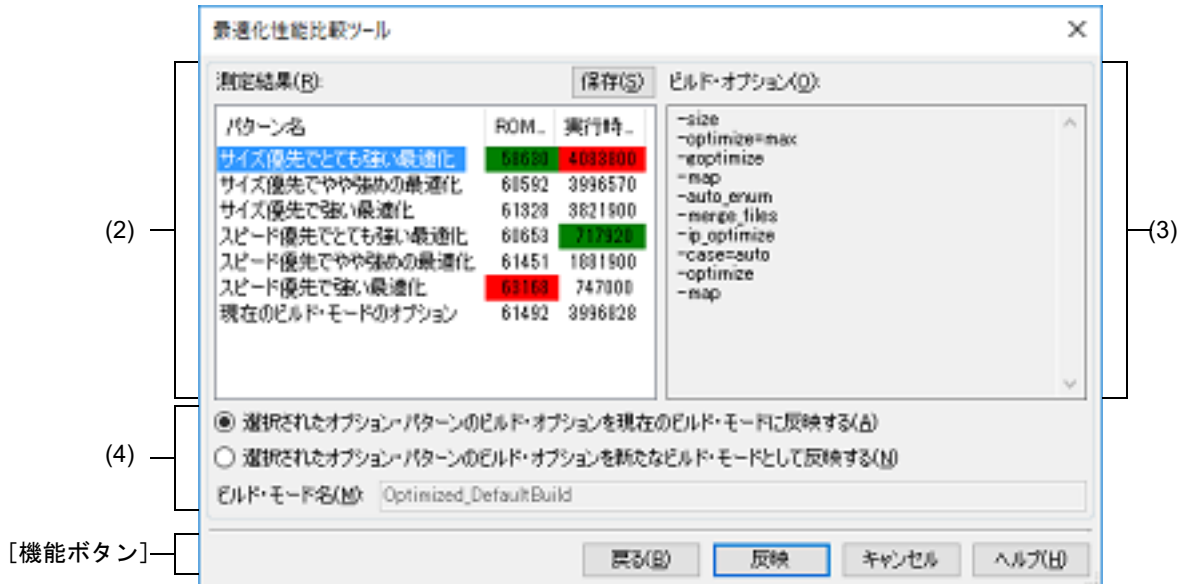 最適化性能比較ツール
測定結果(R):
保存(S)
ビルド・オプション(O):
パターン名 ROM... 実行時...
サイズ優先でとても強い最適化 58680 4083800
サイズ優先でやや強めの最適化 60592 3996570
サイズ優先で強い最適化 61328 3821900
スピード優先でとても強い最適化 60653 717920
スピード優先でやや強めの最適化 61451 1881900
スピード優先で強い最適化 63168 747000
現在のビルド・モードのオプション 61492 3996828
-size
-optimize=max
-goptimize
-map
-auto_enum
-merge_files
-ip_optimize
-case=auto
-optimize
-map
(2)
(3)
(4)
選択されたオプション・パターンのビルド・オプションを現在のビルド・モードに反映する(A)
選択されたオプション・パターンのビルド・オプションを新たなビルド・モードとして反映する(N)
ビルド・モード名(M): Optimized_DefaultBuild
[機能ボタン]
戻る(B)
反映
キャンセル
ヘルプ(H)